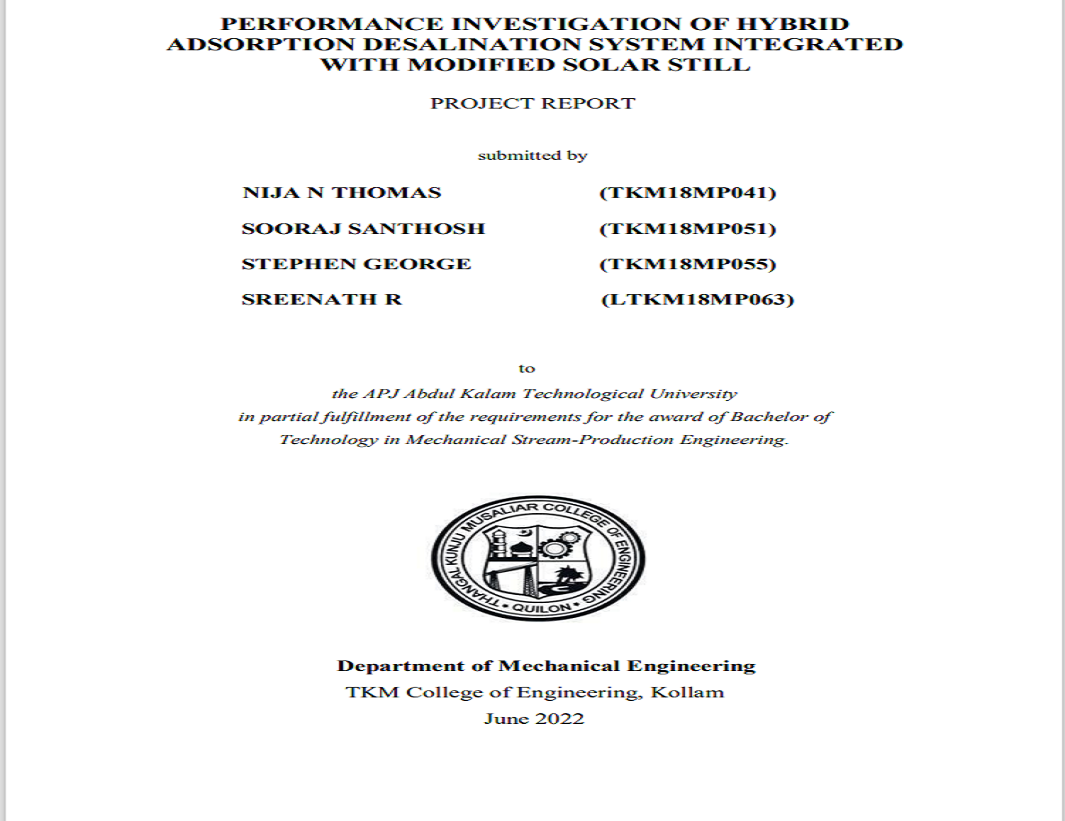 PERFORMANCE INVESTIGATION OF HYBRID
ADSORPTION DESALINATION SYSTEM INTEGRATED
WITH MODIFIED SOLAR STILL
PROJECT REPORT
submitted by
NIJA N THOMAS (TKM18MP041)
SOORAJ SANTHOSH (TKM18MP051)
STEPHEN GEORGE (TKM18MP055)
SREENATH R (LTKM18MP063)
to
the APJ Abdul Kalam Technological University
in partial fulfillment of the requirements for the award of Bachelor of
Technology in Mechanical Stream-Production Engineering.
THANGAL KUNJU MUSALIAR COLLEGE OF ENGINEERING
• QUILON •
Department of Mechanical Engineering
TKM College of Engineering, Kollam
June 2022